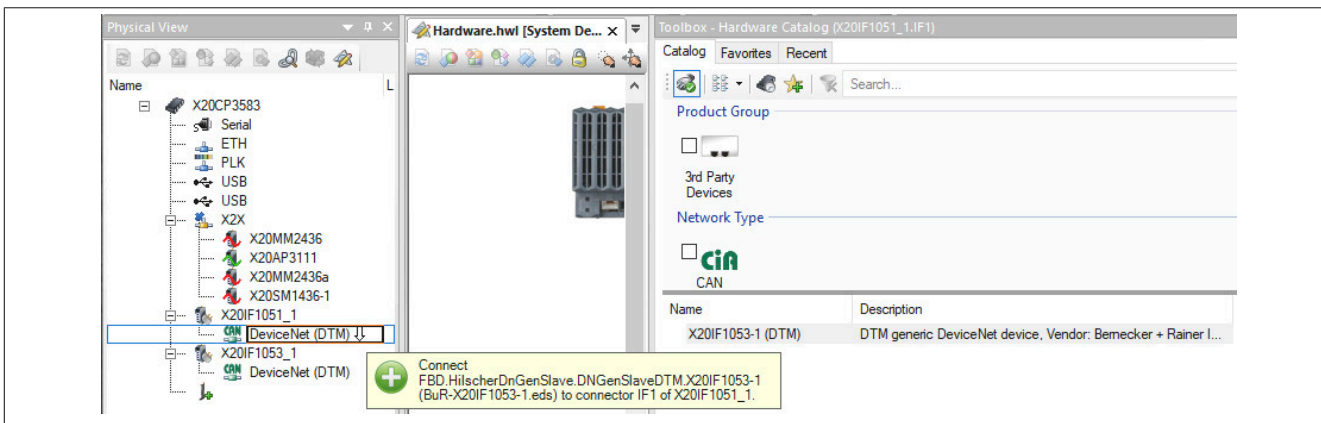 Physical View
Name
L
X20CP3583
Serial
ETH
PLK
USB
USB
X2X
X20MM2436
X20AP3111
X20MM2436a
X20SM1436-1
X20IF1051_1
CAN DeviceNet (DTM)
X20IF1053_1
CAN DeviceNet (DTM)
Hardware.hwl [System De... X
Toolbox - Hardware Catalog (X20IF1051_1.IF1)
Catalog Favorites Recent
Search...
Product Group
3rd Party
Devices
Network Type
CiA
CAN
Name Description
X20IF1053-1 (DTM) DTM generic DeviceNet device, Vendor: Bernecker + Rainer I...
Connect
FBD.HilscherDnGenSlave.DNGenSlaveDTM.X20IF1053-1
(BuR-X20IF1053-1.eds) to connector IF1 of X20IF1051_1.